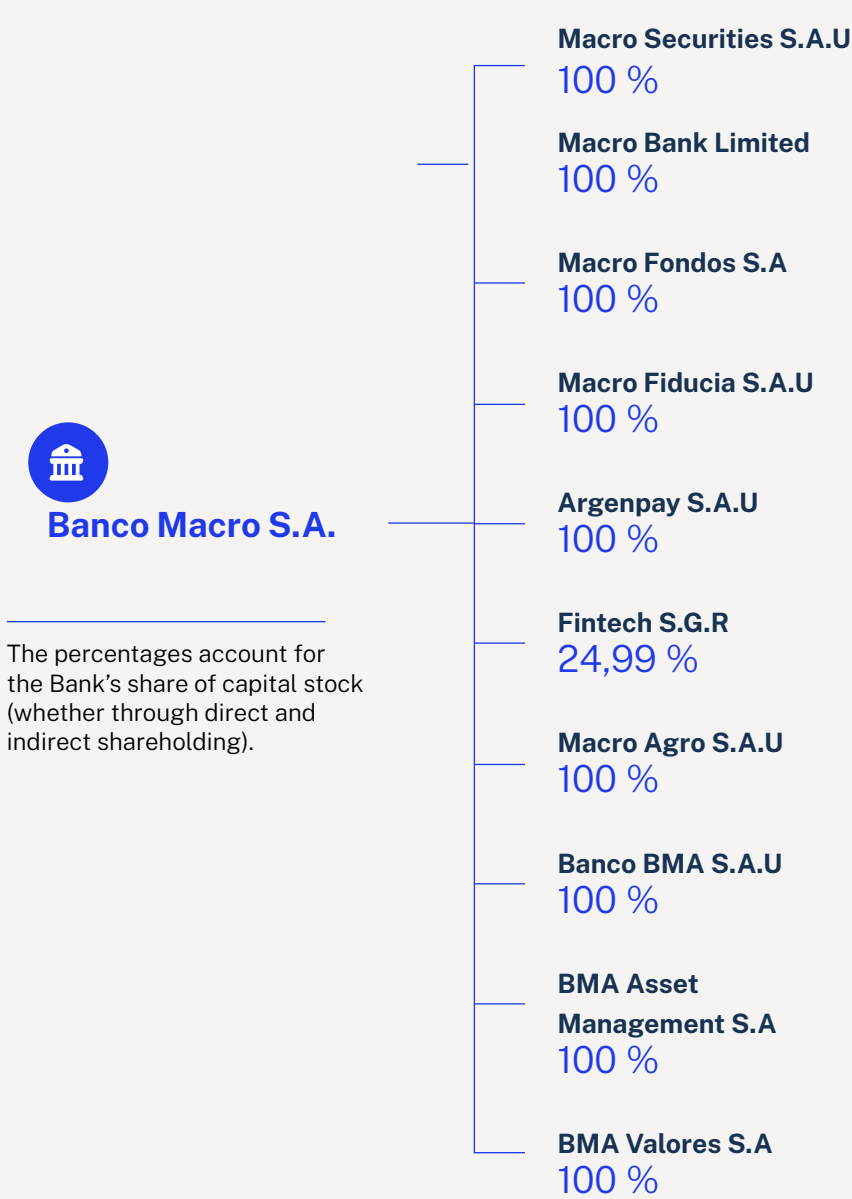 Macro Securities S.A.U
100 %
Macro Bank Limited
100 %
Macro Fondos S.A
100 %
Macro Fiducia S.A.U
100 %
Banco Macro S.A.
Argenpay S.A.U
100 %
The percentages account for
the Bank's share of capital stock
(whether through direct and
indirect shareholding).
Fintech S.G.R
24,99 %
Macro Agro S.A.U
100 %
Banco BMA S.A.U
100 %
BMA Asset
Management S.A
100 %
BMA Valores S.A
100 %